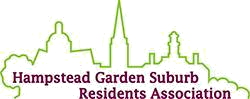 Hampstead Garden Suburb
Residents Association